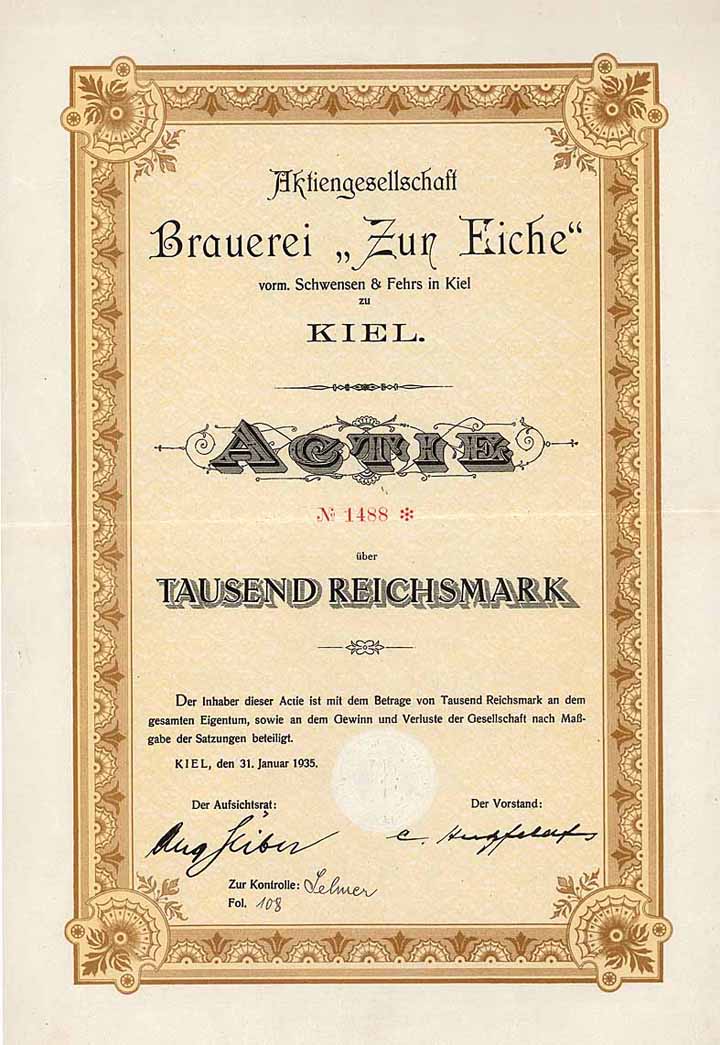 Aktiengesellschaft
Brauerei „Zur Eiche“
vorm. Schwensen & Fehrs in Kiel
zu
KIEL.
ACTIE
№ 1488 ✻
über
TAUSEND REICHSMARK
Der Inhaber dieser Actie ist mit dem Betrage von Tausend Reichsmark an dem
gesamten Eigentum, sowie an dem Gewinn und Verluste der Gesellschaft nach Maß-
gabe der Satzungen beteiligt.
KIEL, den 31. Januar 1935.
Der Aufsichtsrat: Der Vorstand:
Aug C.
Zur Kontrolle: Selmer
Fol. 108